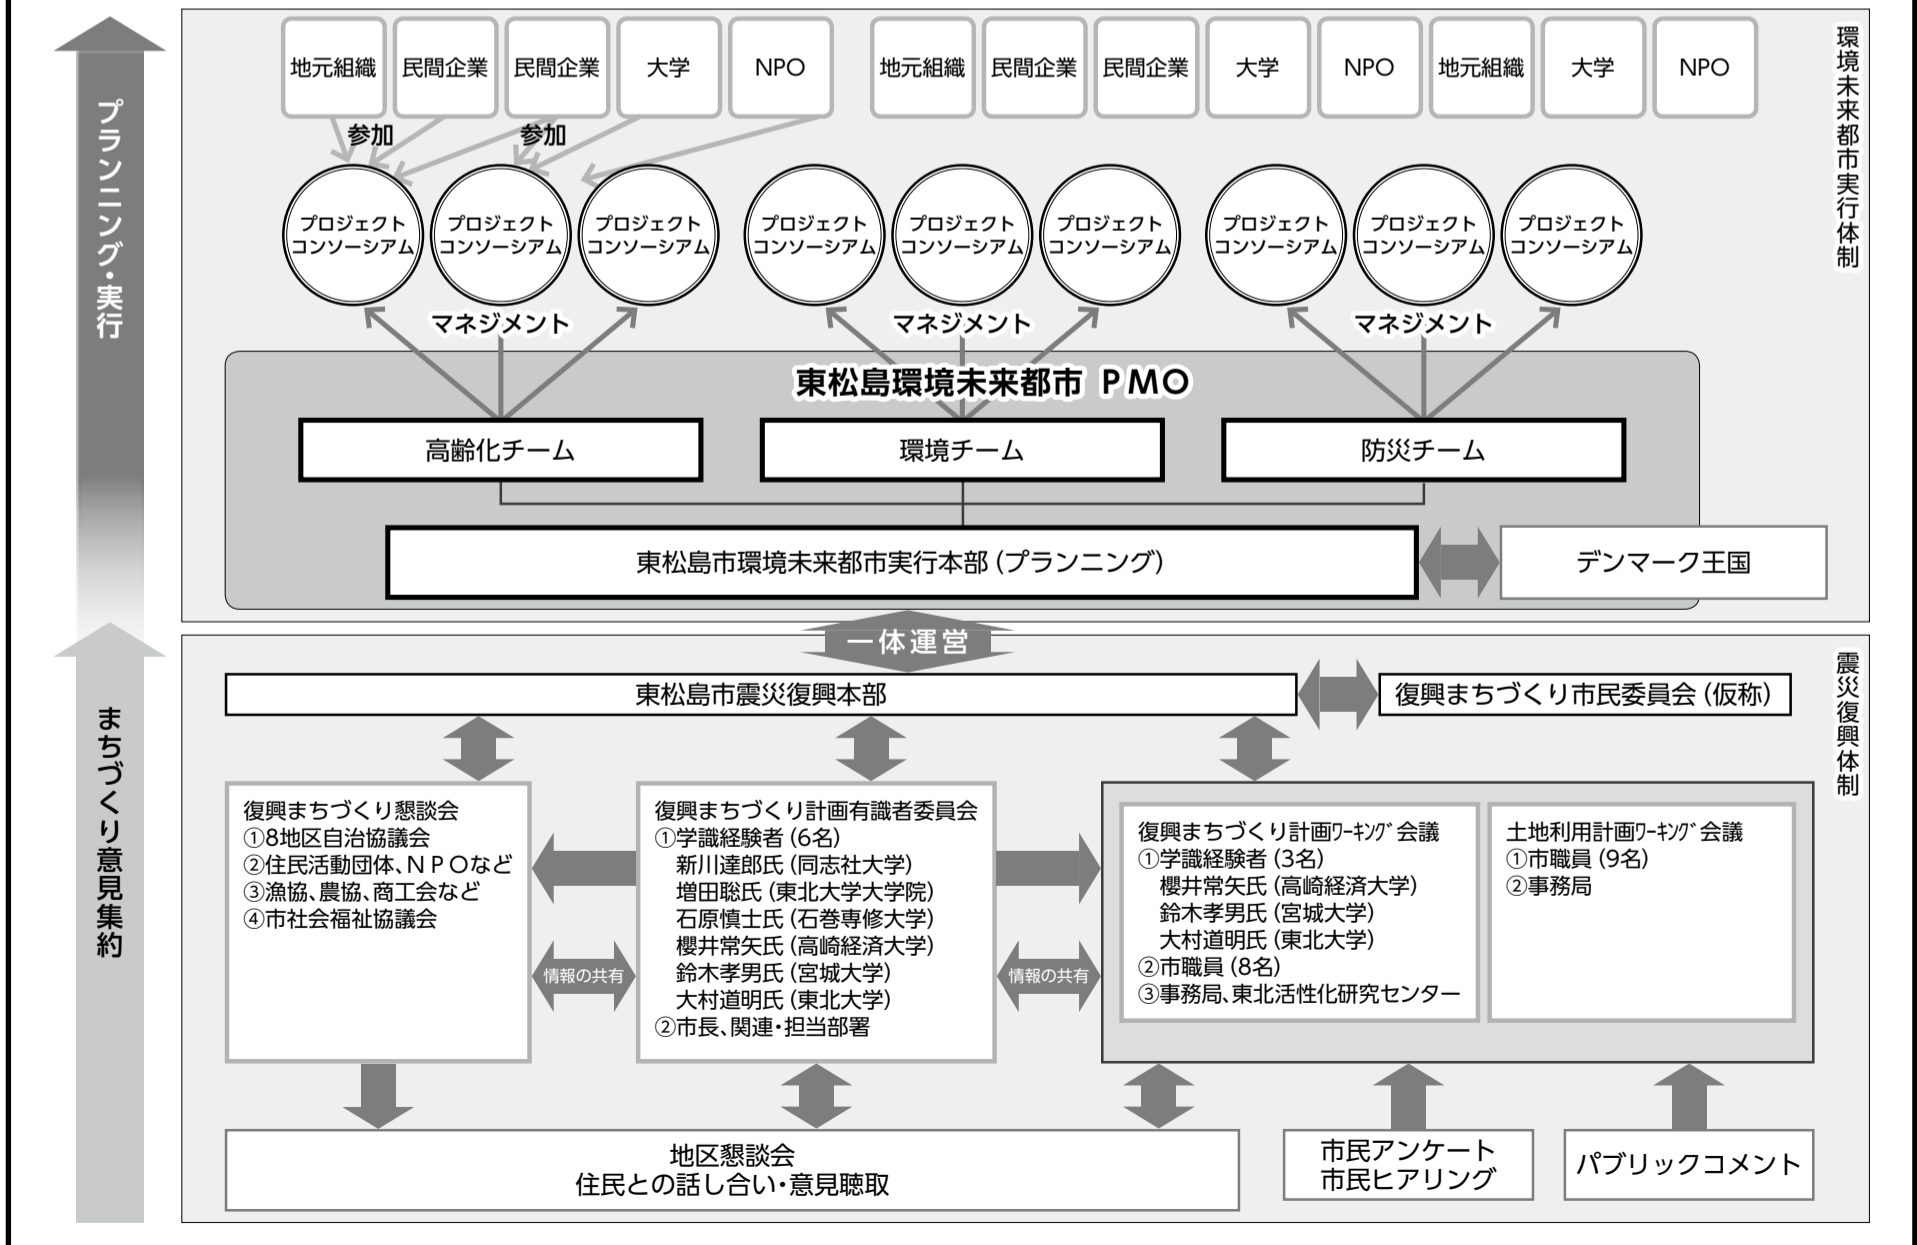 環境未来都市実行体制
地元組織
民間企業
民間企業
大学
NPO
地元組織
民間企業
民間企業
大学
NPO
地元組織
大学
NPO
参加
参加
プロジェクト
コンソーシアム
プロジェクト
コンソーシアム
プロジェクト
コンソーシアム
プロジェクト
コンソーシアム
プロジェクト
コンソーシアム
プロジェクト
コンソーシアム
プロジェクト
コンソーシアム
プロジェクト
コンソーシアム
プロジェクト
コンソーシアム
マネジメント
マネジメント
マネジメント
プランニング・実行
東松島環境未来都市 PMO
高齢化チーム
環境チーム
防災チーム
東松島市環境未来都市実行本部(プランニング)
デンマーク王国
一体運営
震災復興体制
まちづくり意見集約
東松島市震災復興本部
復興まちづくり市民委員会(仮称)
復興まちづくり懇談会
①8地区自治協議会
②住民活動団体、NPOなど
③漁協、農協、商工会など
④市社会福祉協議会
復興まちづくり計画有識者委員会
①学識経験者(6名)
新川達郎氏(同志社大学)
増田聡氏(東北大学大学院)
石原慎士氏(石巻専修大学)
櫻井常矢氏(高崎経済大学)
鈴木孝男氏(宮城大学)
大村道明氏(東北大学)
②市長、関連・担当部署
復興まちづくり計画ワーキング会議
①学識経験者(3名)
櫻井常矢氏(高崎経済大学)
鈴木孝男氏(宮城大学)
大村道明氏(東北大学)
②市職員(8名)
③事務局、東北活性化研究センター
土地利用計画ワーキング会議
①市職員(9名)
②事務局
情報の共有
情報の共有
地区懇談会
住民との話し合い・意見聴取
市民アンケート
市民ヒアリング
パブリックコメント